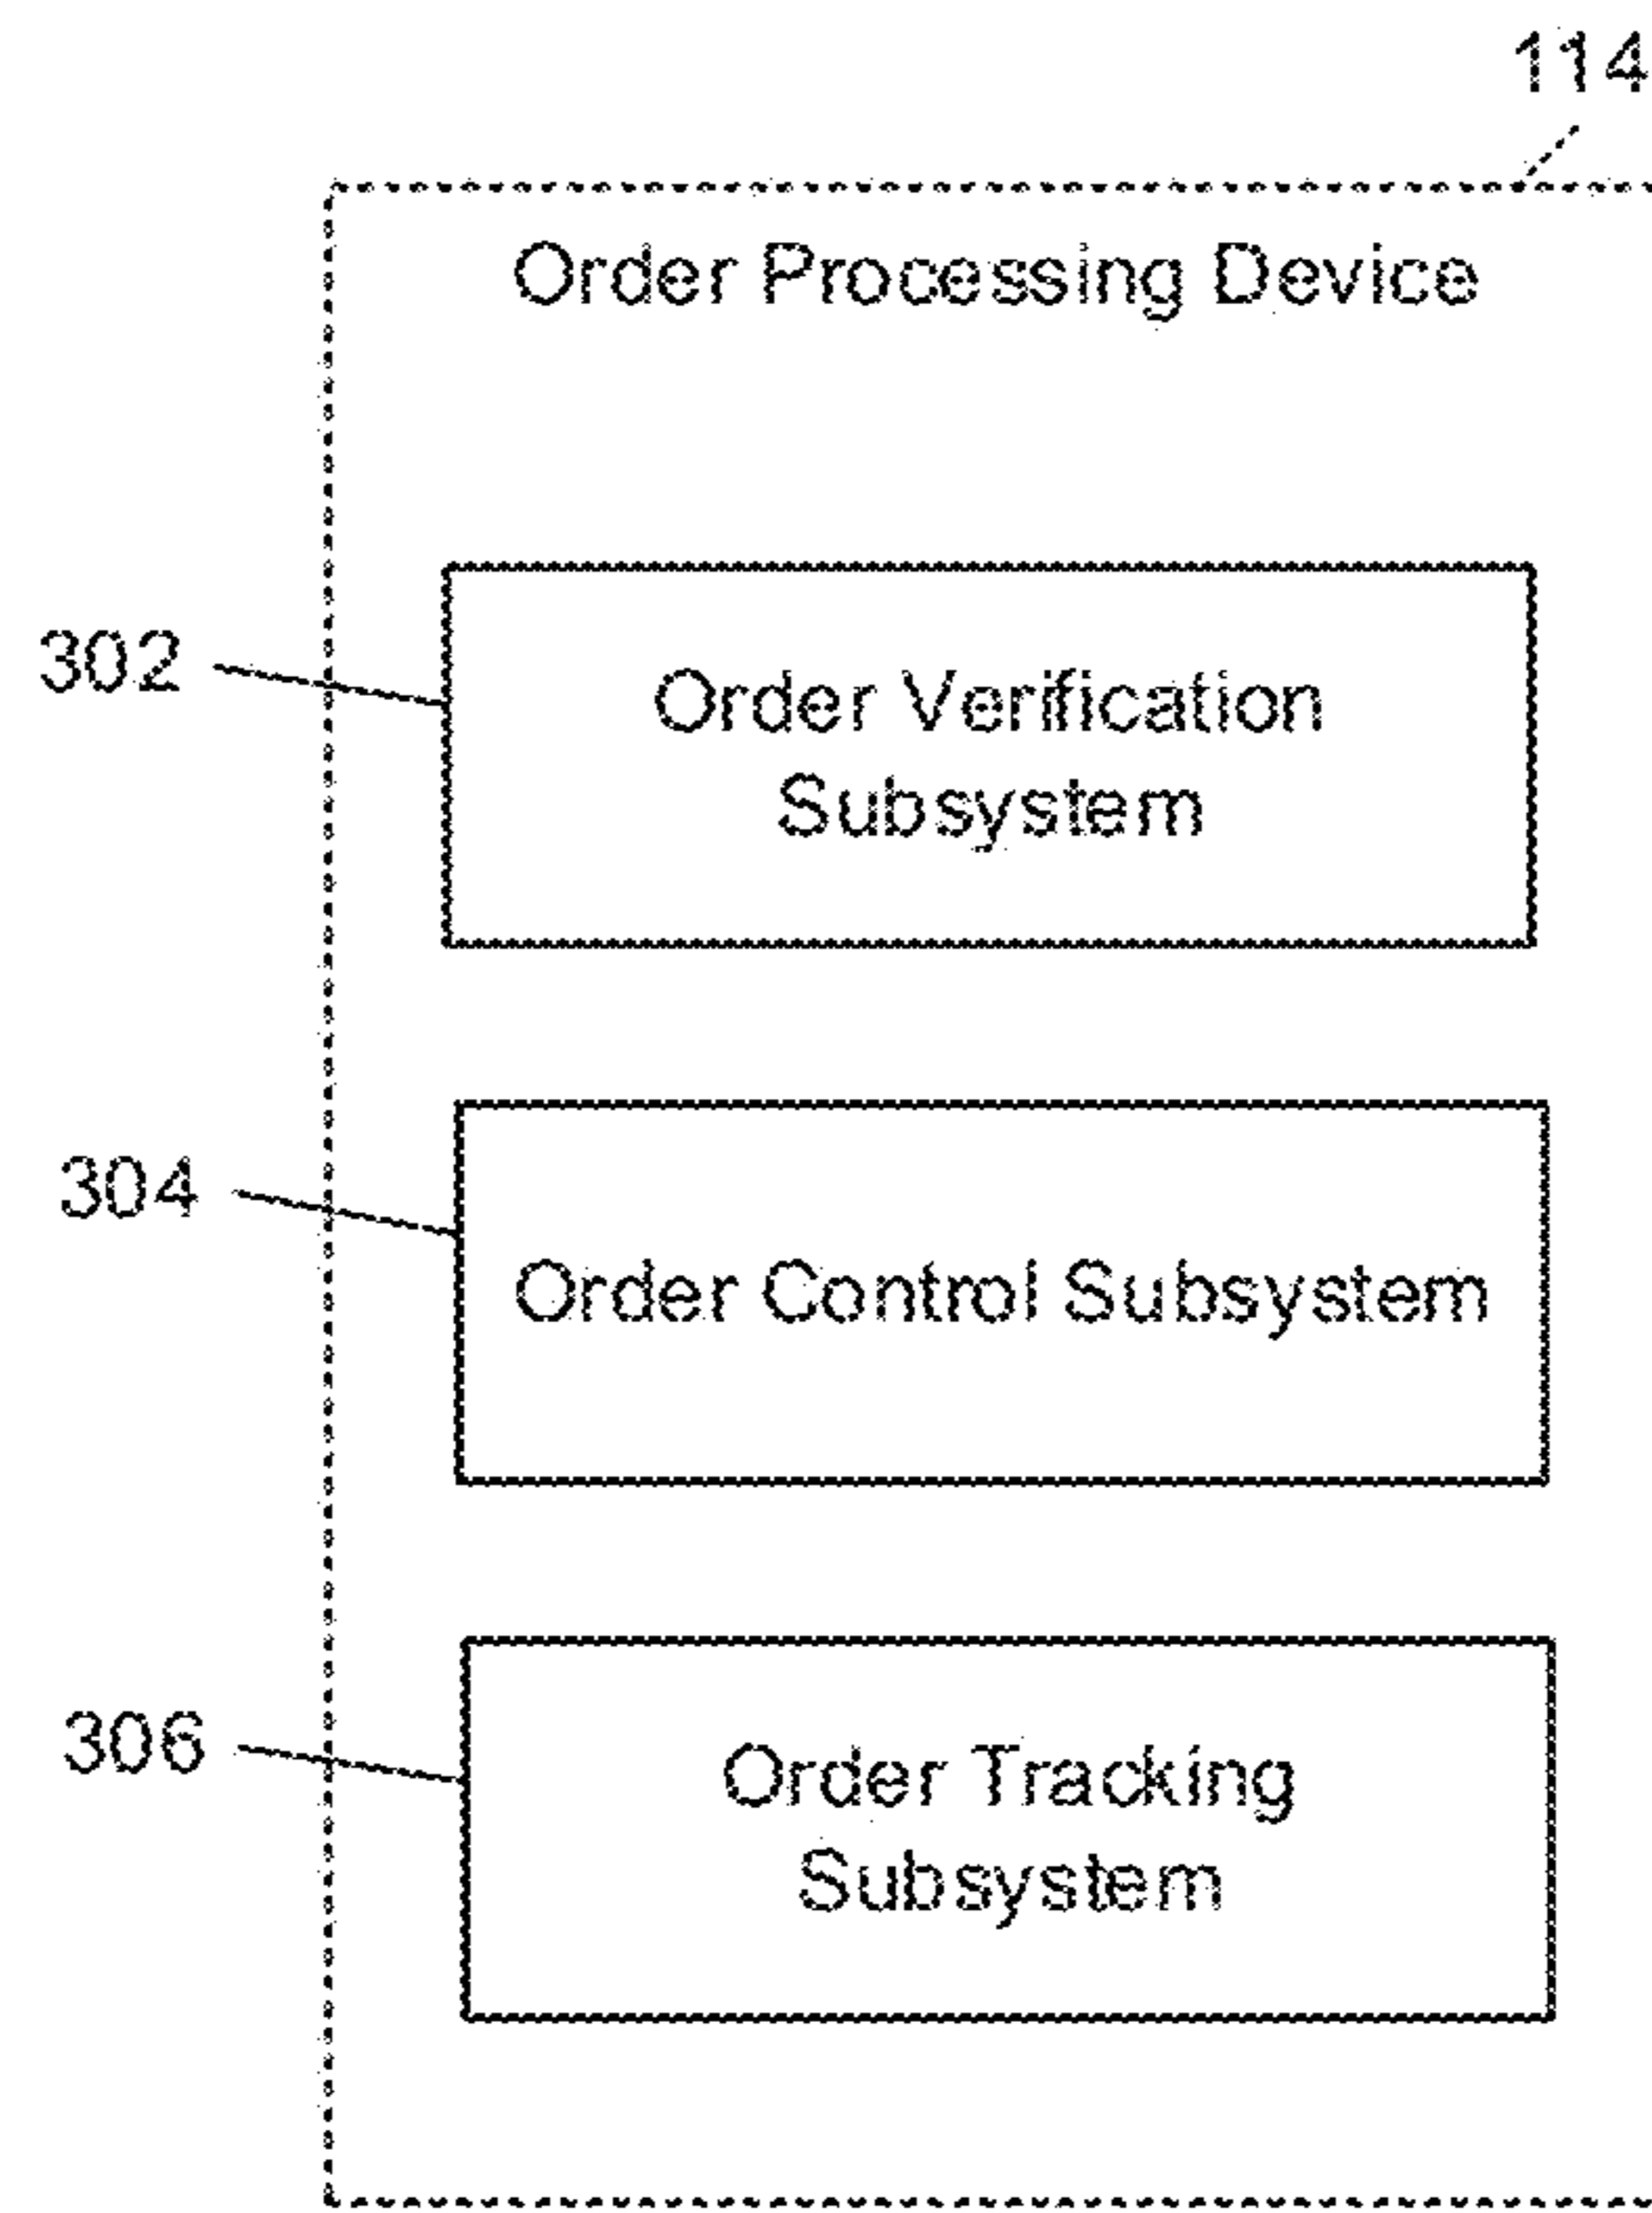 114
Order Processing Device
302
Order Verification
Subsystem
304
Order Control Subsystem
306
Order Tracking
Subsystem